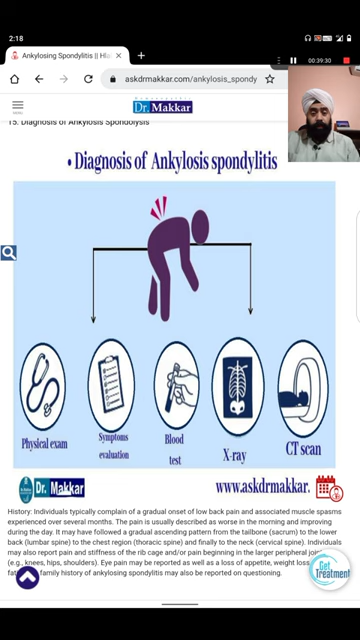 2:18
00:39:30
Ankylosing Spondylitis || Hla
askdrmakkar.com/ankylosing_spondy
Dr. Makkar
15. Diagnosis of Ankylosis Spondolysis
• Diagnosis of Ankylosis spondylitis
Physical exam
Symptoms
evaluation
Blood
test
X-ray
CT scan
Dr. Makkar
www.askdrmakkar.
History: Individuals typically complain of a gradual onset of low back pain and associated muscle spasms
experienced over several months. The pain is usually described as worse in the morning and improving
during the day. It may have followed a gradual ascending pattern from the tailbone (sacrum) to the lower
back (lumbar spine) to the chest region (thoracic spine) and finally to the neck (cervical spine). Individuals
may also report pain and stiffness of the rib cage and/or pain beginning in the larger peripheral
(e.g., knees, hips, shoulders). Eye pain may be reported as well as a loss of appetite, weight loss
family history of ankylosing spondylitis may also be reported on questioning.
Get
Treatment